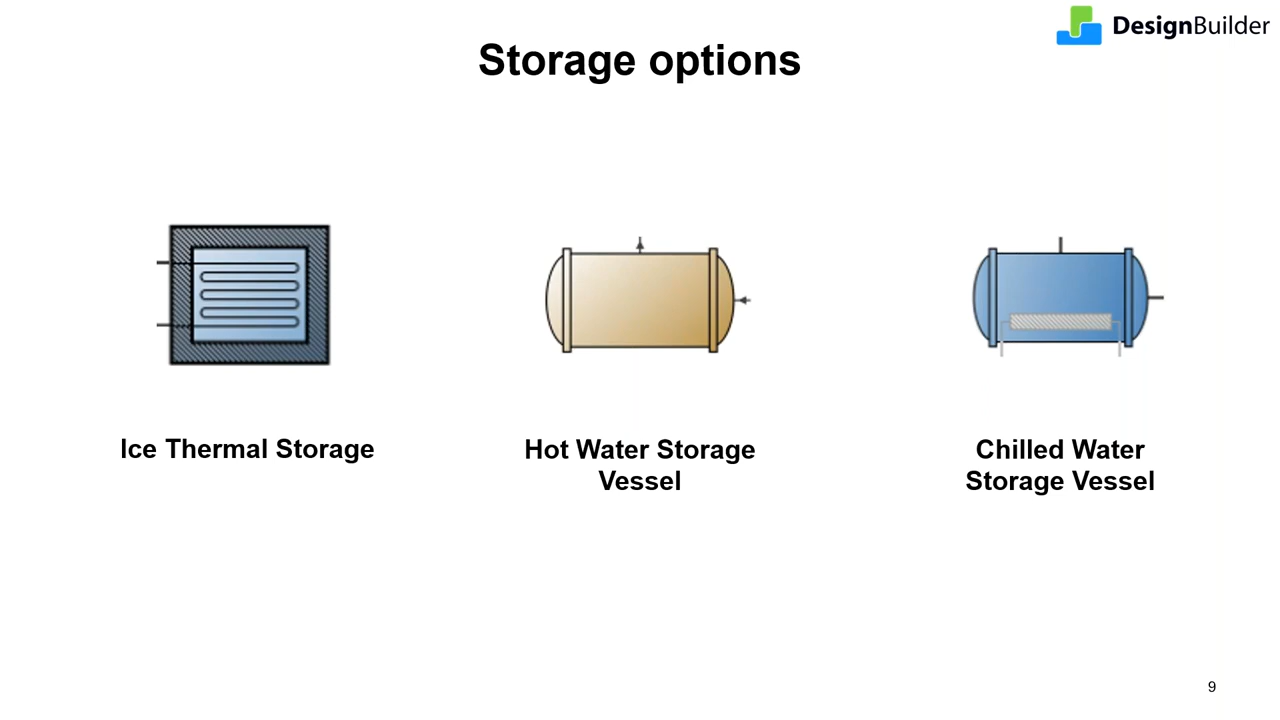 DesignBuilder
Storage options
Ice Thermal Storage
Hot Water Storage
Vessel
Chilled Water
Storage Vessel
9